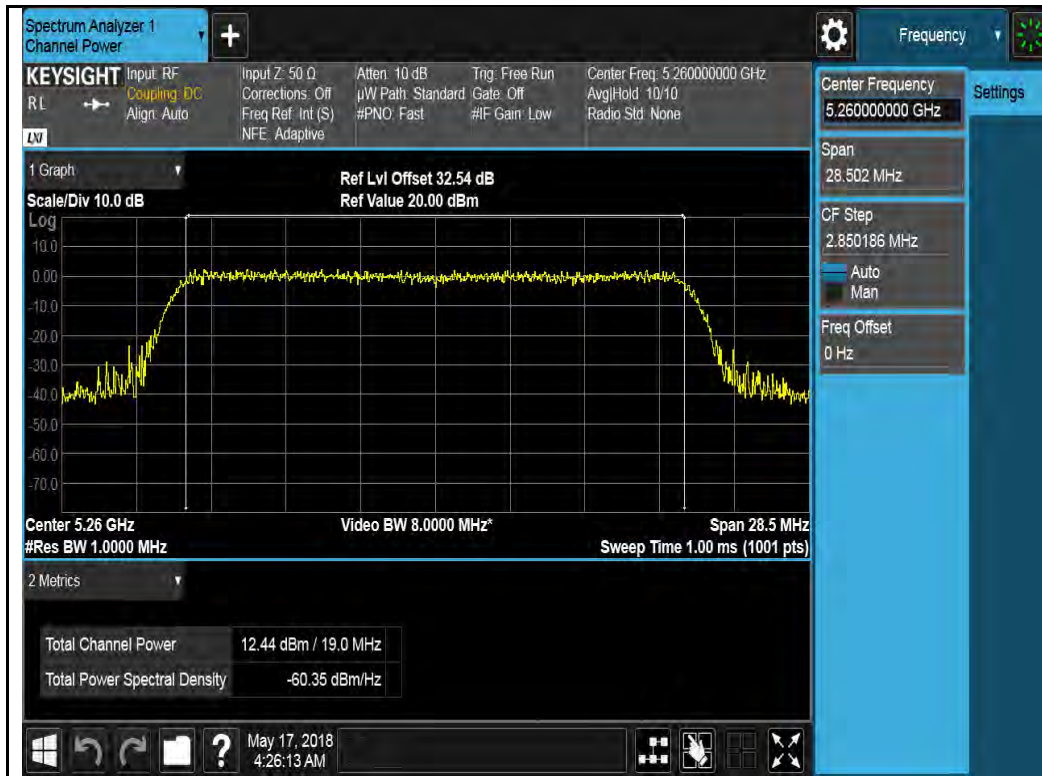 Spectrum Analyzer 1
Channel Power
Frequency
KEYSIGHT
RL
LXI
Input: RF
Coupling: DC
Align: Auto
Input Z: 50 Ω
Corrections: Off
Freq Ref: Int (S)
NFE: Adaptive
Atten: 10 dB
µW Path: Standard
#PNO: Fast
Trig: Free Run
Gate: Off
#IF Gain: Low
Center Freq: 5.260000000 GHz
Avg|Hold: 10/10
Radio Std: None
Center Frequency
5.260000000 GHz
Settings
Span
28.502 MHz
CF Step
2.850186 MHz
Auto
Man
Freq Offset
0 Hz
1 Graph
Scale/Div 10.0 dB
Ref Lvl Offset 32.54 dB
Ref Value 20.00 dBm
Log
10.0
0.00
-10.0
-20.0
-30.0
-40.0
-50.0
-60.0
-70.0
Center 5.26 GHz
#Res BW 1.0000 MHz
Video BW 8.0000 MHz*
Span 28.5 MHz
Sweep Time 1.00 ms (1001 pts)
2 Metrics
Total Channel Power 12.44 dBm / 19.0 MHz
Total Power Spectral Density -60.35 dBm/Hz
?
May 17, 2018
4:26:13 AM